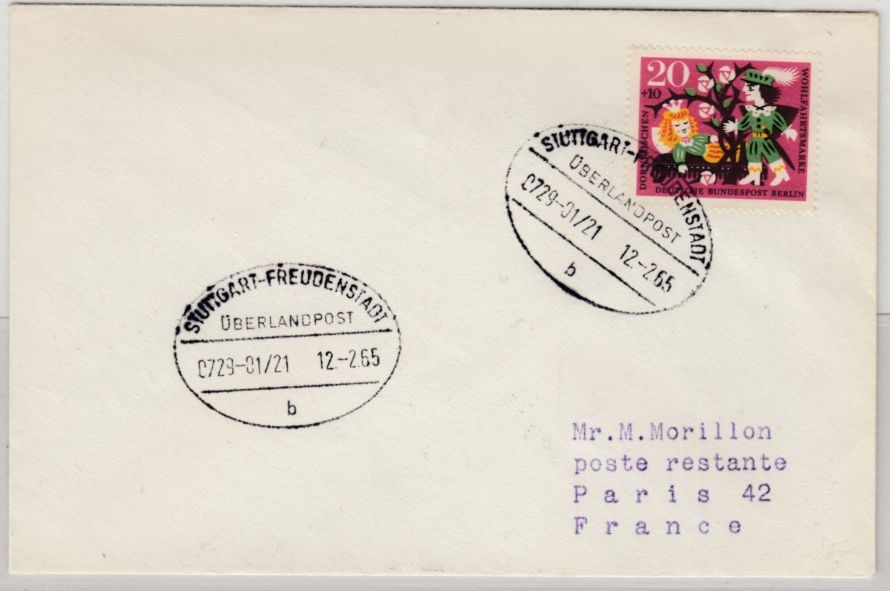 20
+10
DORNRÖSCHEN
WOHLFAHRTSMARKE
DEUTSCHE BUNDESPOST BERLIN
STUTTGART-FREUDENSTADT
ÜBERLANDPOST
0729-01/21 12.-2.65
b
STUTTGART-FREUDENSTADT
ÜBERLANDPOST
0729-01/21 12.-2.65
b
Mr.M.Morillon
poste restante
Paris 42
France